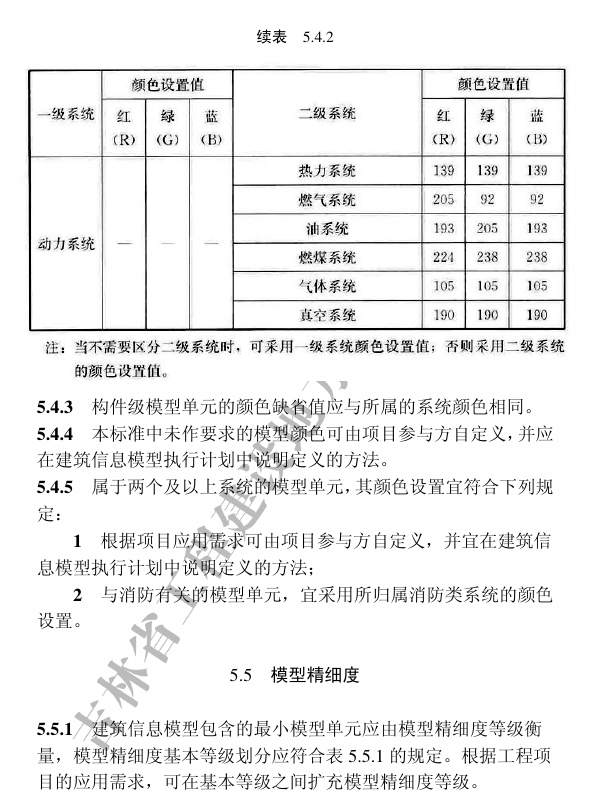 续表 5.4.2
一级系统 颜色设置值 二级系统 颜色设置值
红(R) 绿(G) 蓝(B) 红(R) 绿(G) 蓝(B)
动力系统 — — — 热力系统 139 139 139
燃气系统 205 92 92
油系统 193 205 193
燃煤系统 224 238 238
气体系统 105 105 105
真空系统 190 190 190
注：当不需要区分二级系统时，可采用一级系统颜色设置值；否则采用二级系统
的颜色设置值。
5.4.3 构件级模型单元的颜色缺省值应与所属的系统颜色相同。
5.4.4 本标准中未作要求的模型颜色可由项目参与方自定义，并应
在建筑信息模型执行计划中说明定义的方法。
5.4.5 属于两个及以上系统的模型单元，其颜色设置宜符合下列规
定：
1 根据项目应用需求可由项目参与方自定义，并宜在建筑信
息模型执行计划中说明定义的方法；
2 与消防有关的模型单元，宜采用所归属消防类系统的颜色
设置。
5.5 模型精细度
5.5.1 建筑信息模型包含的最小模型单元应由模型精细度等级衡
量，模型精细度基本等级划分应符合表 5.5.1 的规定。根据工程项
目的应用需求，可在基本等级之间扩充模型精细度等级。
吉林省工程建设地方